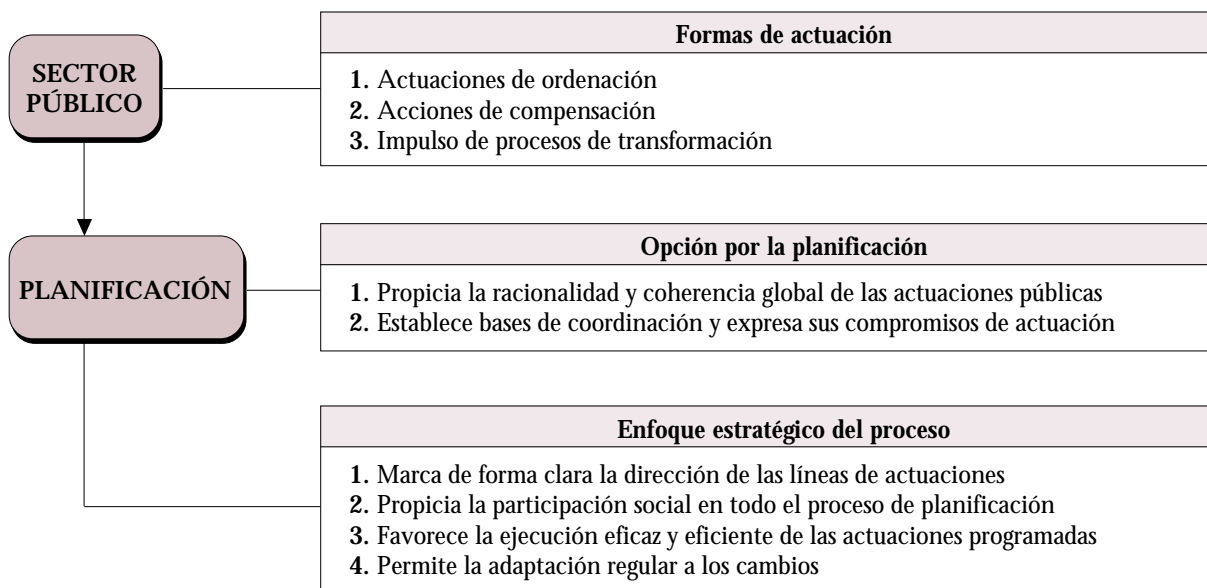 SECTOR
PÚBLICO
Formas de actuación
1. Actuaciones de ordenación
2. Acciones de compensación
3. Impulso de procesos de transformación
PLANIFICACIÓN
Opción por la planificación
1. Propicia la racionalidad y coherencia global de las actuaciones públicas
2. Establece bases de coordinación y expresa sus compromisos de actuación
Enfoque estratégico del proceso
1. Marca de forma clara la dirección de las líneas de actuaciones
2. Propicia la participación social en todo el proceso de planificación
3. Favorece la ejecución eficaz y eficiente de las actuaciones programadas
4. Permite la adaptación regular a los cambios